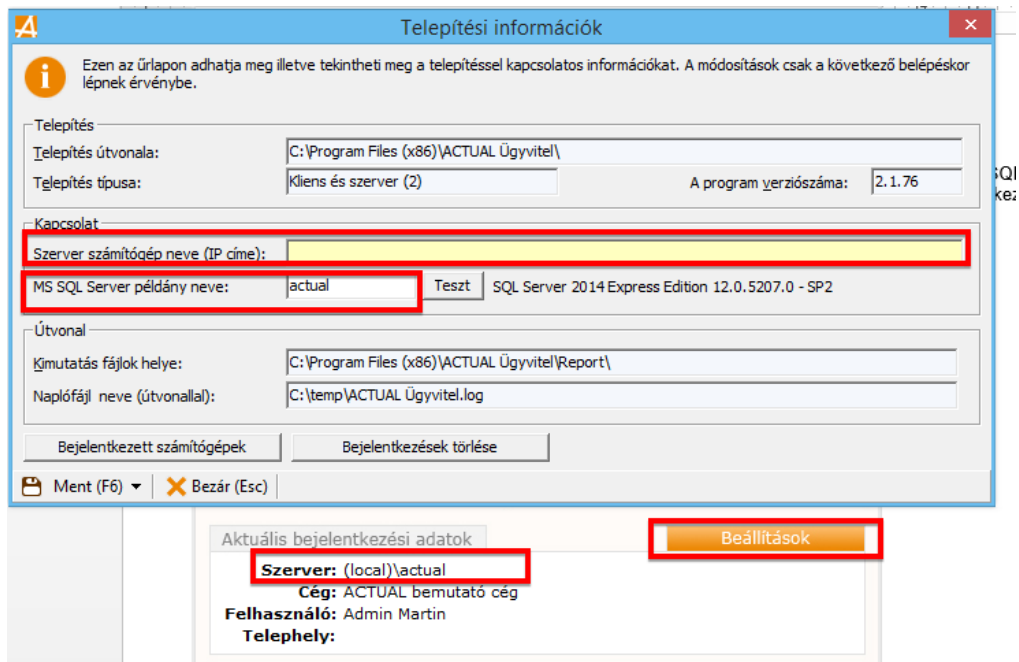 Telepítési információk
Ezen az űrlapon adhatja meg illetve tekintheti meg a telepítéssel kapcsolatos információkat. A módosítások csak a következő belépéskor
lépnek érvénybe.
Telepítés
Telepítés útvonala: C:\Program Files (x86)\ACTUAL Ügyvitel\
Telepítés típusa: Kliens és szerver (2) A program verziószáma: 2.1.76
Kapcsolat
Szerver számítógép neve (IP címe):
MS SQL Server példány neve: actual Teszt SQL Server 2014 Express Edition 12.0.5207.0 - SP2
Útvonal
Kimutatás fájlok helye: C:\Program Files (x86)\ACTUAL Ügyvitel\Report\
Naplófájl neve (útvonallal): C:\temp\ACTUAL Ügyvitel.log
Bejelentkezett számítógépek Bejelentkezések törlése
Ment (F6) Bezár (Esc)
Aktuális bejelentkezési adatok Beállítások
Szerver: (local)\actual
Cég: ACTUAL bemutató cég
Felhasználó: Admin Martin
Telephely: